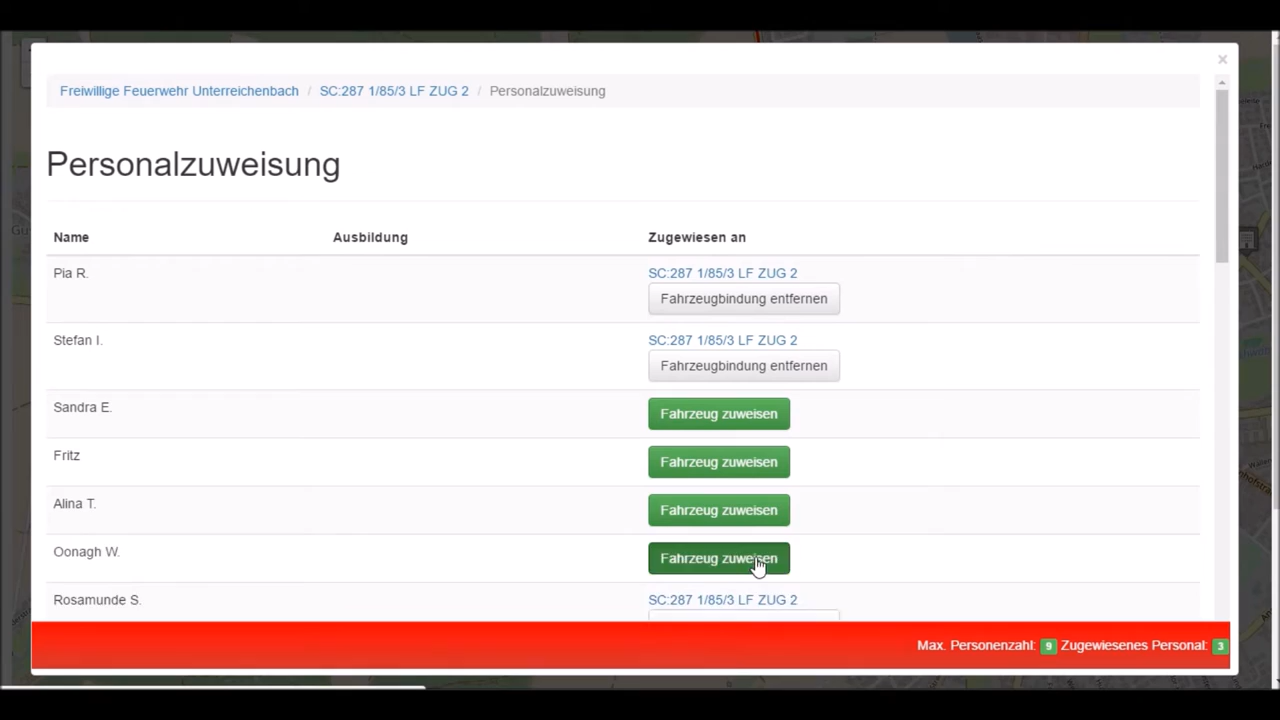 ×
Freiwillige Feuerwehr Unterreichenbach / SC:287 1/85/3 LF ZUG 2 / Personalzuweisung
Personalzuweisung
Name Ausbildung Zugewiesen an
Pia R. SC:287 1/85/3 LF ZUG 2
Fahrzeugbindung entfernen
Stefan I. SC:287 1/85/3 LF ZUG 2
Fahrzeugbindung entfernen
Sandra E. Fahrzeug zuweisen
Fritz Fahrzeug zuweisen
Alina T. Fahrzeug zuweisen
Oonagh W. Fahrzeug zuweisen
Rosamunde S. SC:287 1/85/3 LF ZUG 2
Max. Personenzahl: 9 Zugewiesenes Personal: 3